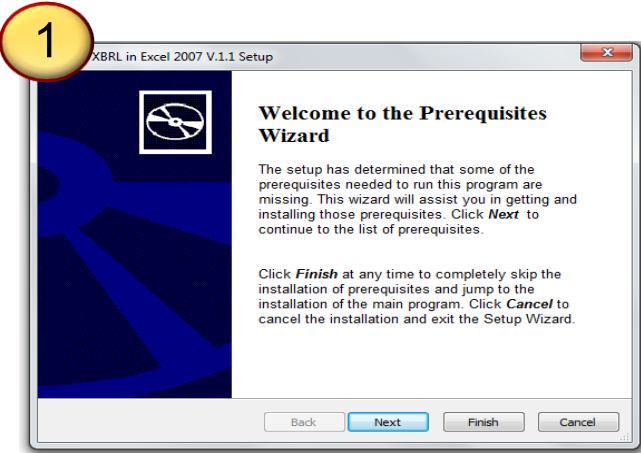 1
XBRL in Excel 2007 V.1.1 Setup
Welcome to the Prerequisites
Wizard
The setup has determined that some of the
prerequisites needed to run this program are
missing. This wizard will assist you in getting and
installing those prerequisites. Click Next to
continue to the list of prerequisites.
Click Finish at any time to completely skip the
installation of prerequisites and jump to the
installation of the main program. Click Cancel to
cancel the installation and exit the Setup Wizard.
Back Next Finish Cancel